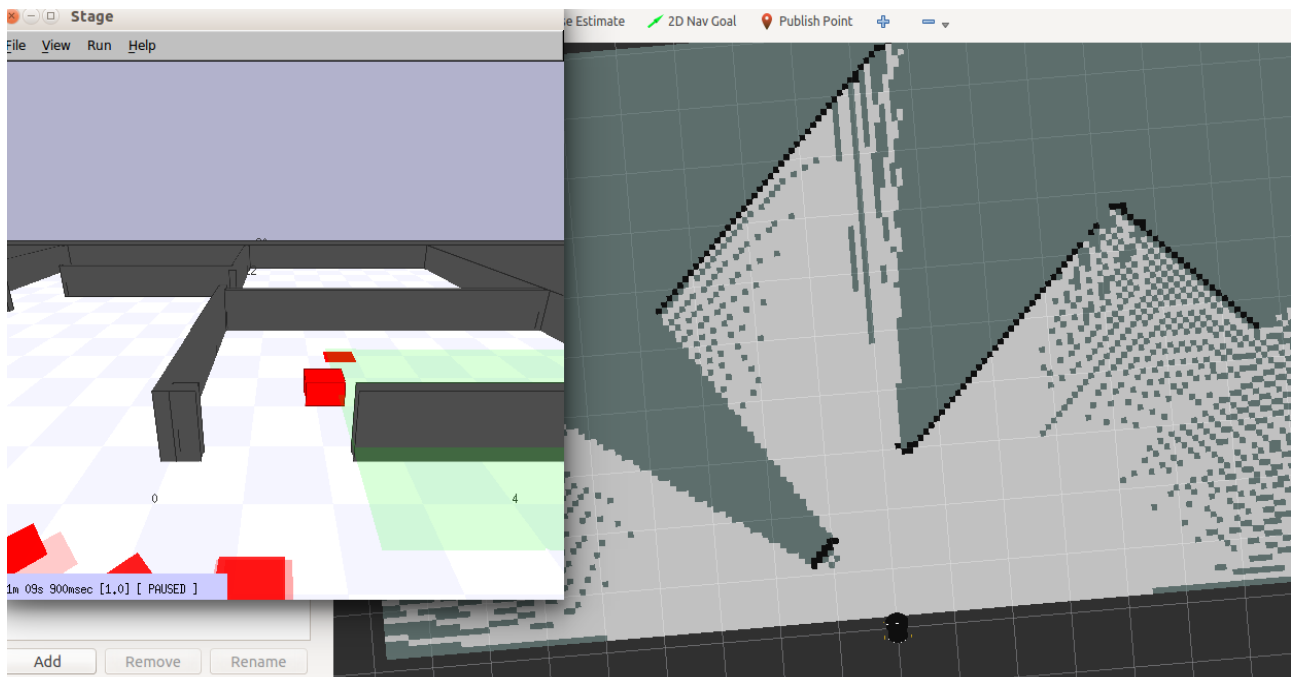 Stage
File View Run Help
se Estimate 2D Nav Goal Publish Point
0
4
1m 09s 900msec [1.0] [ PAUSED ]
Add Remove Rename